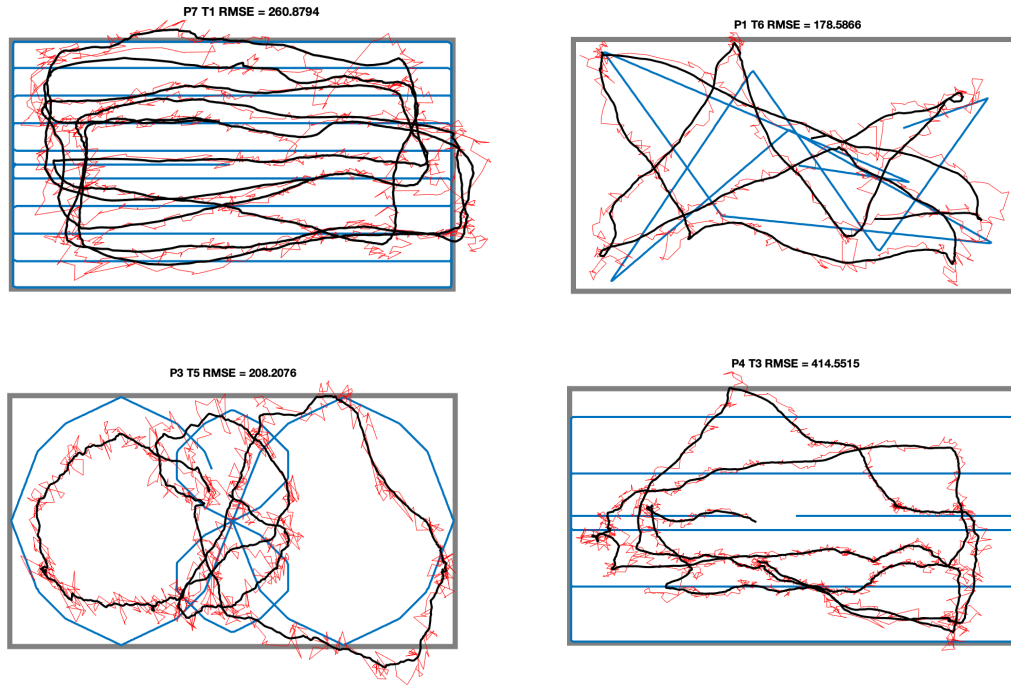 P7 T1 RMSE = 260.8794
P1 T6 RMSE = 178.5866
P3 T5 RMSE = 208.2076
P4 T3 RMSE = 414.5515